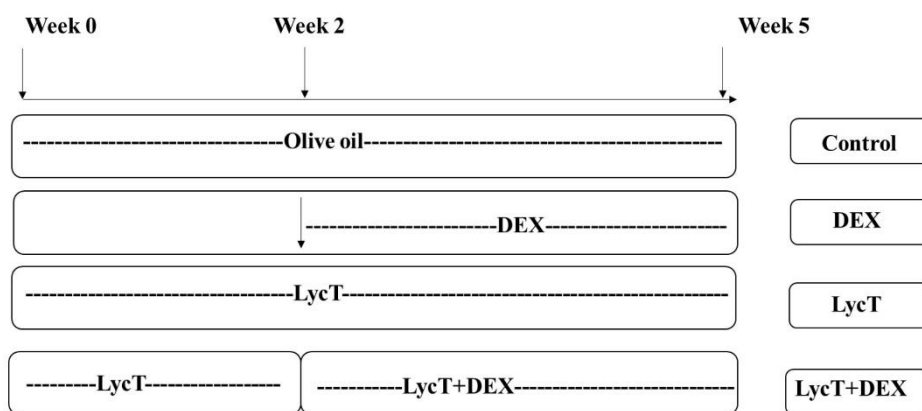 Week 0 Week 2 Week 5
Olive oil Control
DEX DEX
LycT LycT
LycT LycT+DEX LycT+DEX